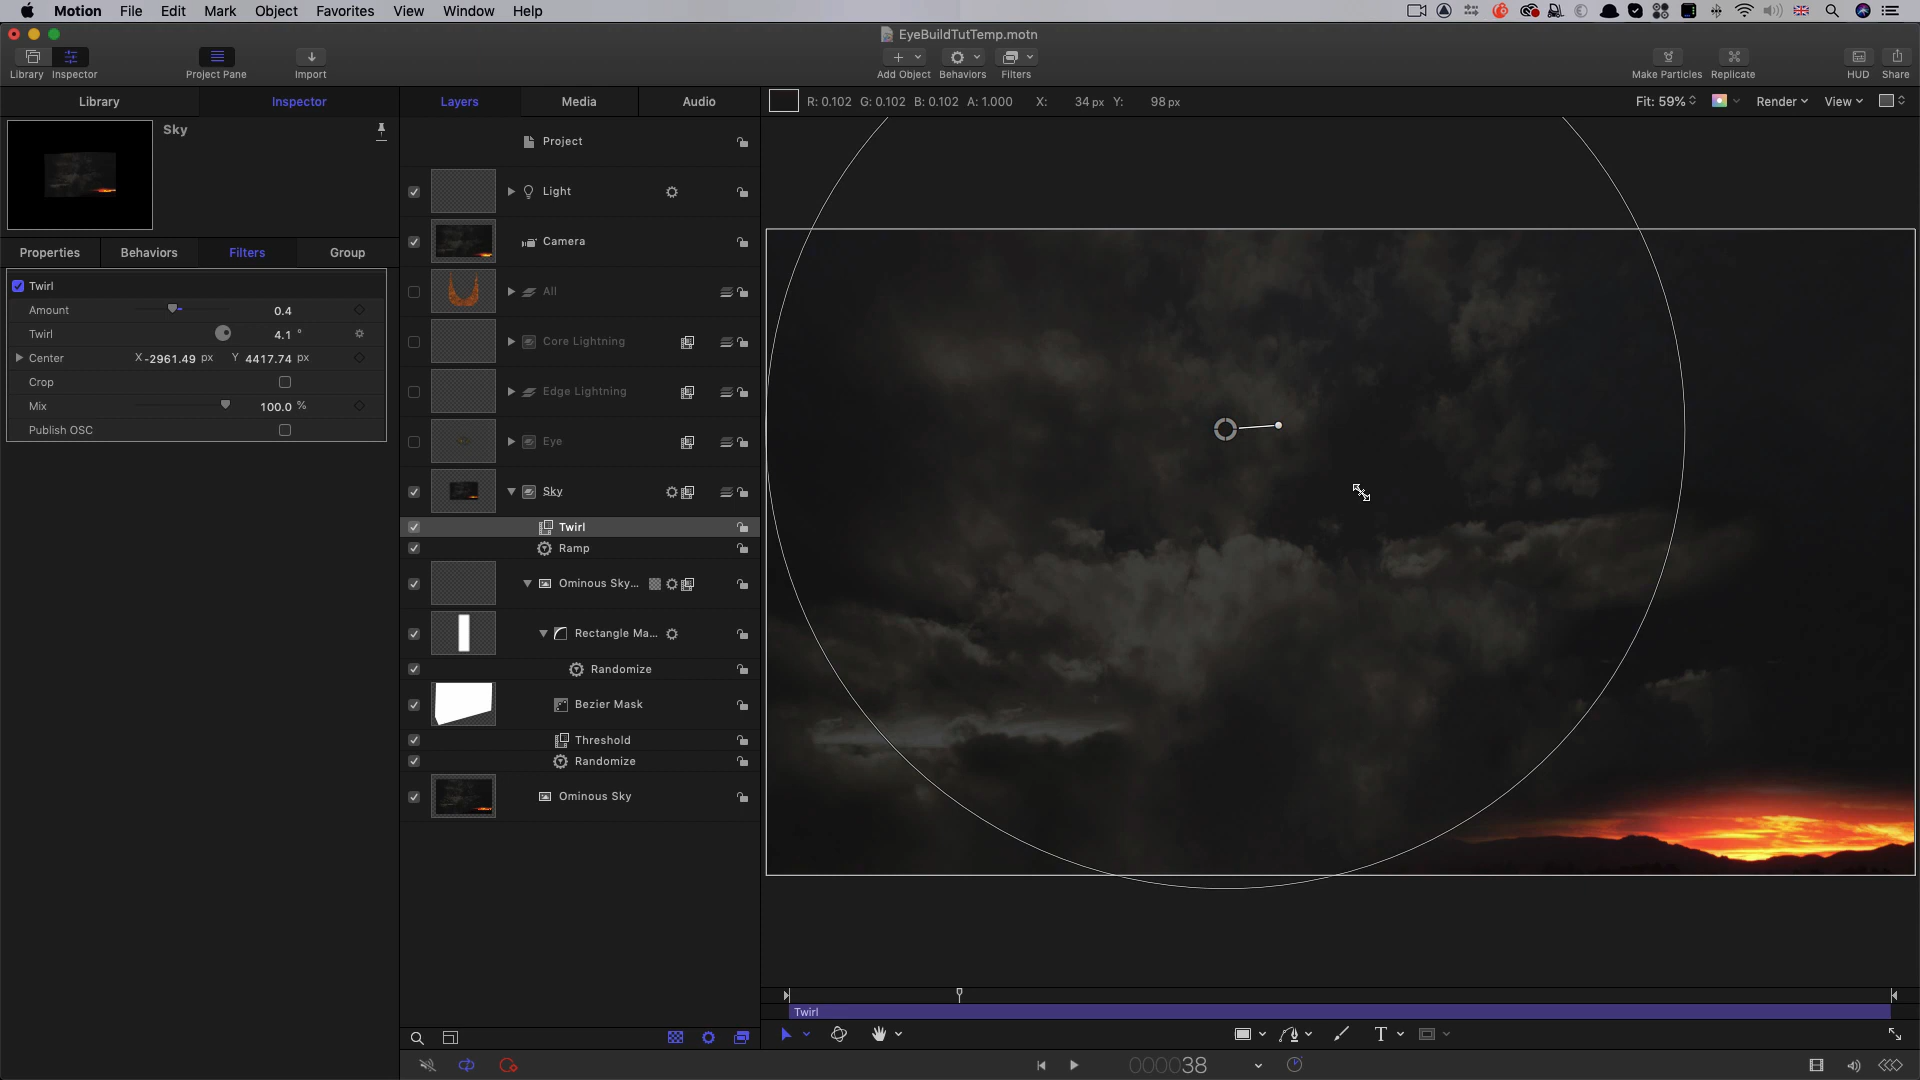 Motion File Edit Mark Object Favorites View Window Help
EyeBuildTutTemp.motn
Library Inspector Project Pane Import Add Object Behaviors Filters Make Particles Replicate HUD Share
Library Inspector Layers Media Audio R: 0.102 G: 0.102 B: 0.102 A: 1.000 X: 34 px Y: 98 px Fit: 59% Render View
Sky
Properties Behaviors Filters Group
Twirl
Amount 0.4
Twirl 4.1 °
Center X -2961.49 px Y 4417.74 px
Crop
Mix 100.0 %
Publish OSC
Project
Light
Camera
All
Core Lightning
Edge Lightning
Eye
Sky
Twirl
Ramp
Ominous Sky...
Rectangle Ma...
Randomize
Bezier Mask
Threshold
Randomize
Ominous Sky
Twirl
T
000038